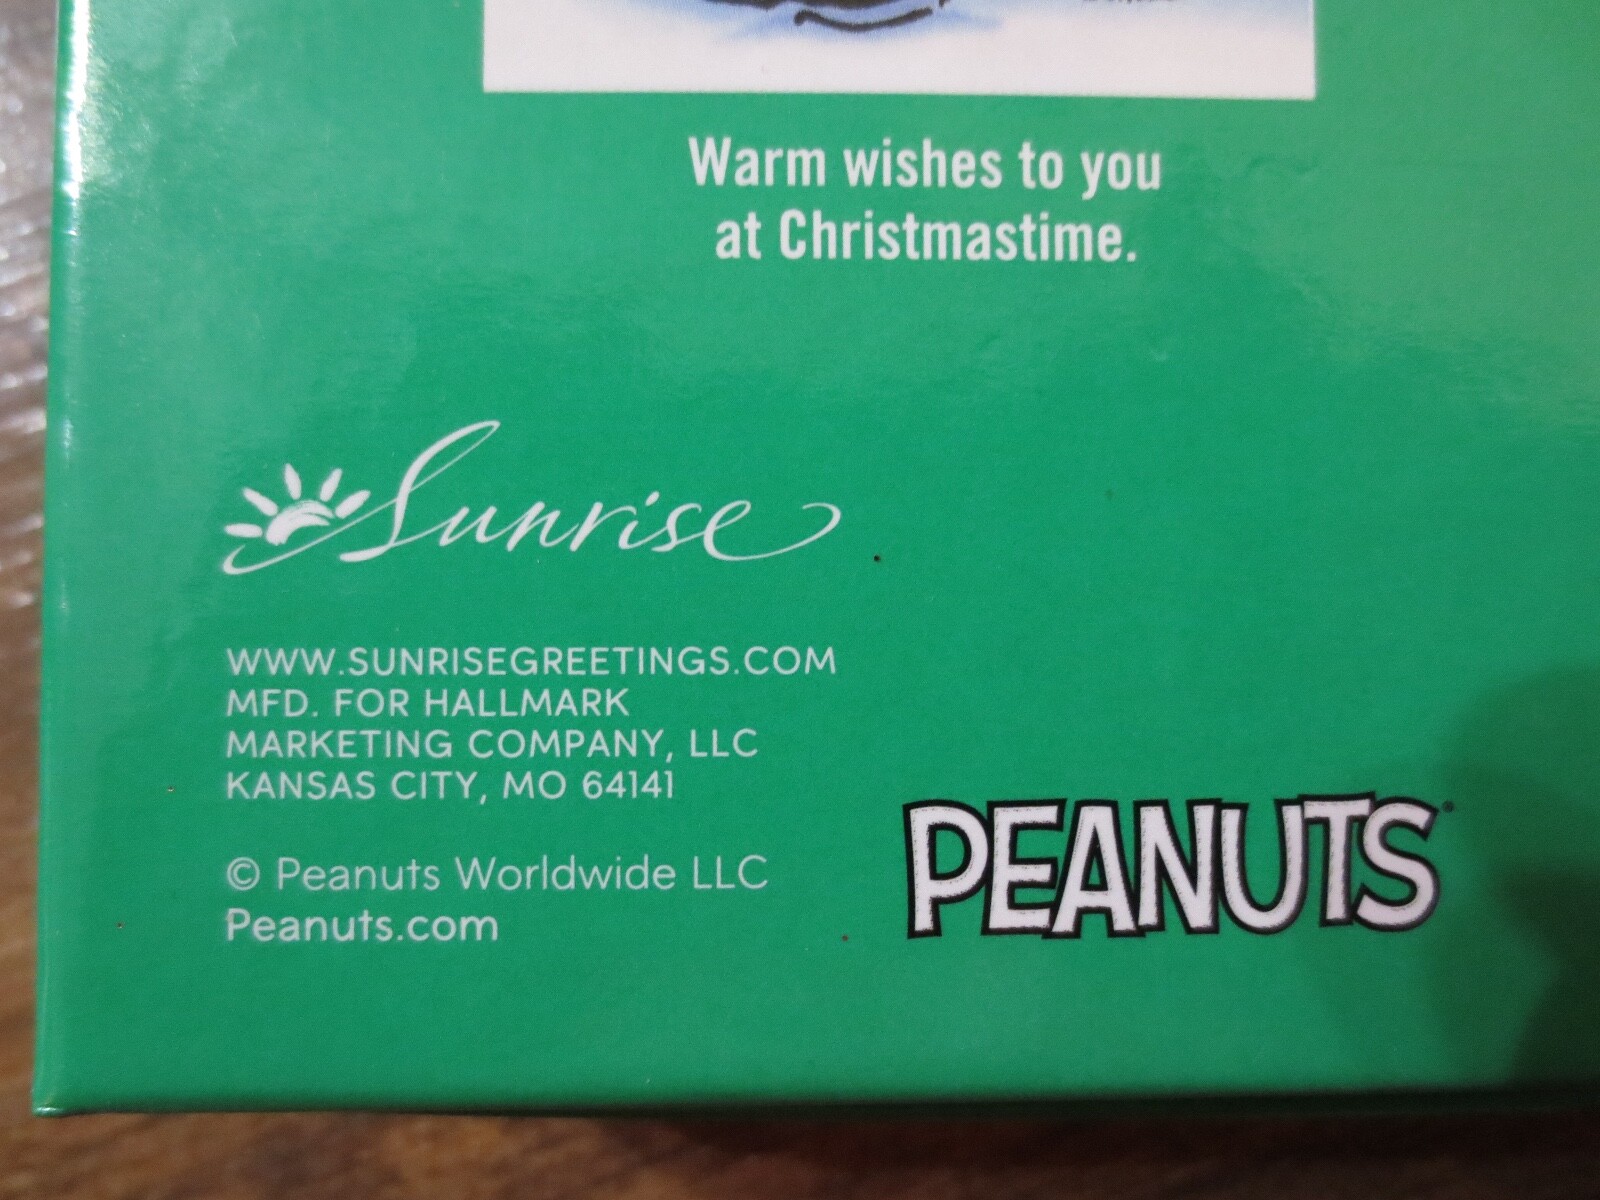 Warm wishes to you
at Christmastime.
Sunrise
WWW.SUNRISEGREETINGS.COM
MFD. FOR HALLMARK
MARKETING COMPANY, LLC
KANSAS CITY, MO 64141
© Peanuts Worldwide LLC
Peanuts.com
PEANUTS